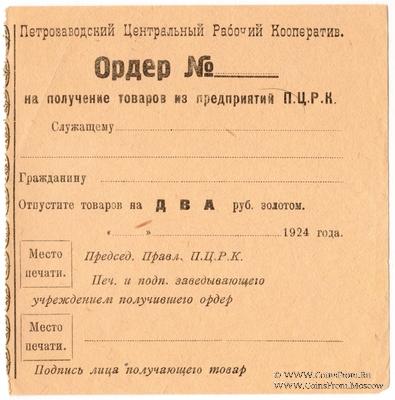 Петрозаводский Центральный Рабочий Кооператив.
Ордер №
на получение товаров из предприятий П.Ц.Р.К.
Служащему
Гражданину
Отпустите товаров на ДВА руб. золотом.
« » 1924 года.
Место
печати.
Председ. Правл. П.Ц.Р.К.
Печ. и подп. заведывающего
учреждением получившего ордер
Место
печати.
Подпись лица получающего товар
© CoinsFrom.Ru
www.CoinsFrom.Moscow